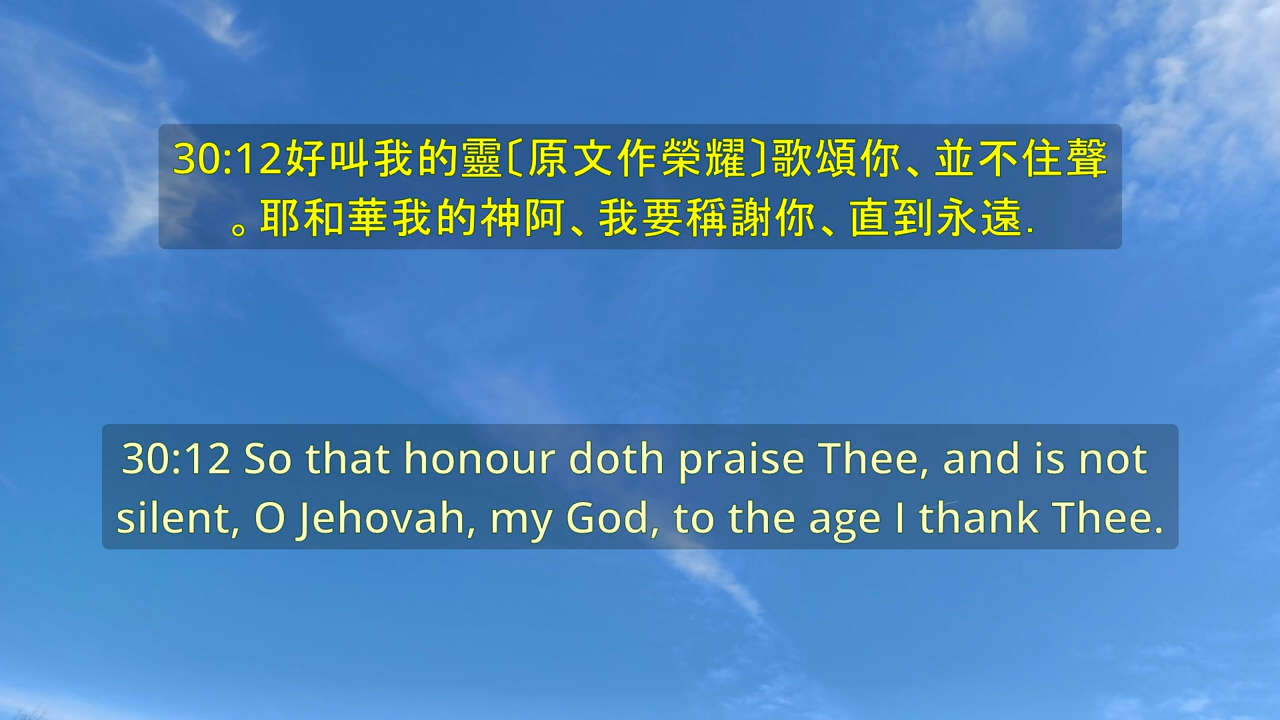 30:12好叫我的靈〔原文作榮耀〕歌頌你、並不住聲
。耶和華我的神阿、我要稱謝你、直到永遠.
30:12 So that honour doth praise Thee, and is not
silent, O Jehovah, my God, to the age I thank Thee.